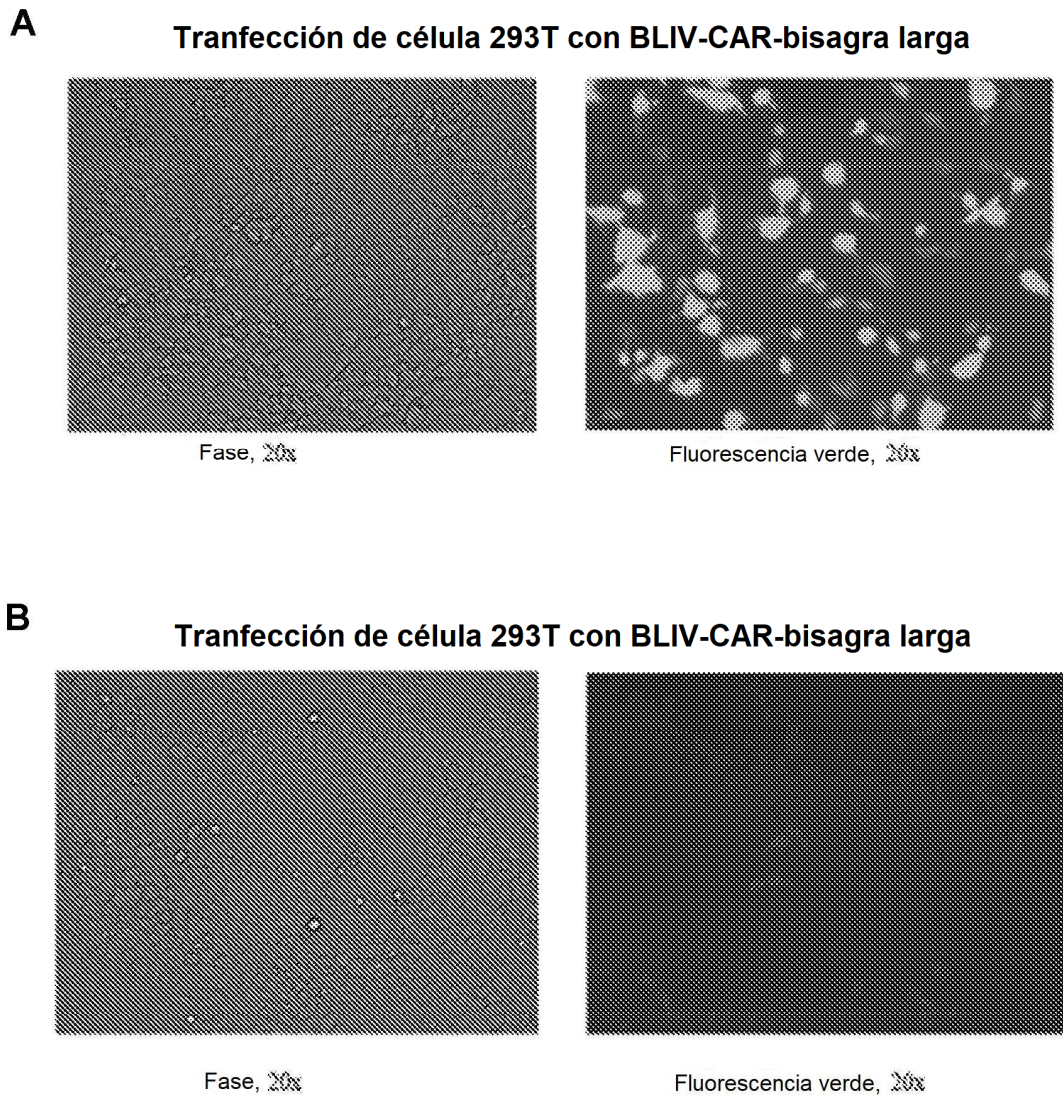 A
Tranfección de célula 293T con BLIV-CAR-bisagra larga
Fase, 20x
Fluorescencia verde, 20x
B
Tranfección de célula 293T con BLIV-CAR-bisagra larga
Fase, 20x
Fluorescencia verde, 20x